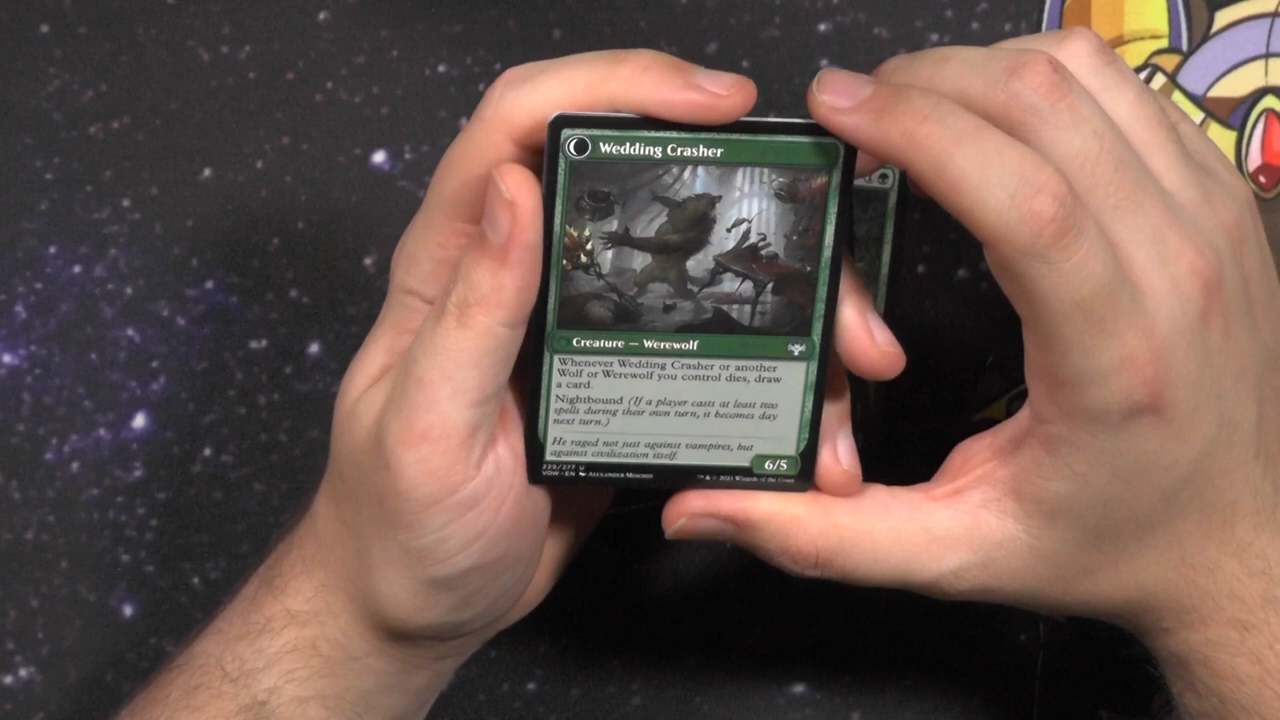 Wedding Crasher
Creature — Werewolf
Whenever Wedding Crasher or another
Wolf or Werewolf you control dies, draw
a card.
Nightbound (If a player casts at least two
spells during their own turn, it becomes day
next turn.)
He raged not just against vampires, but
against civilization itself.
6/5
229/277 U
VOW • EN Alexander Mokhov
™ & © 2021 Wizards of the Coast